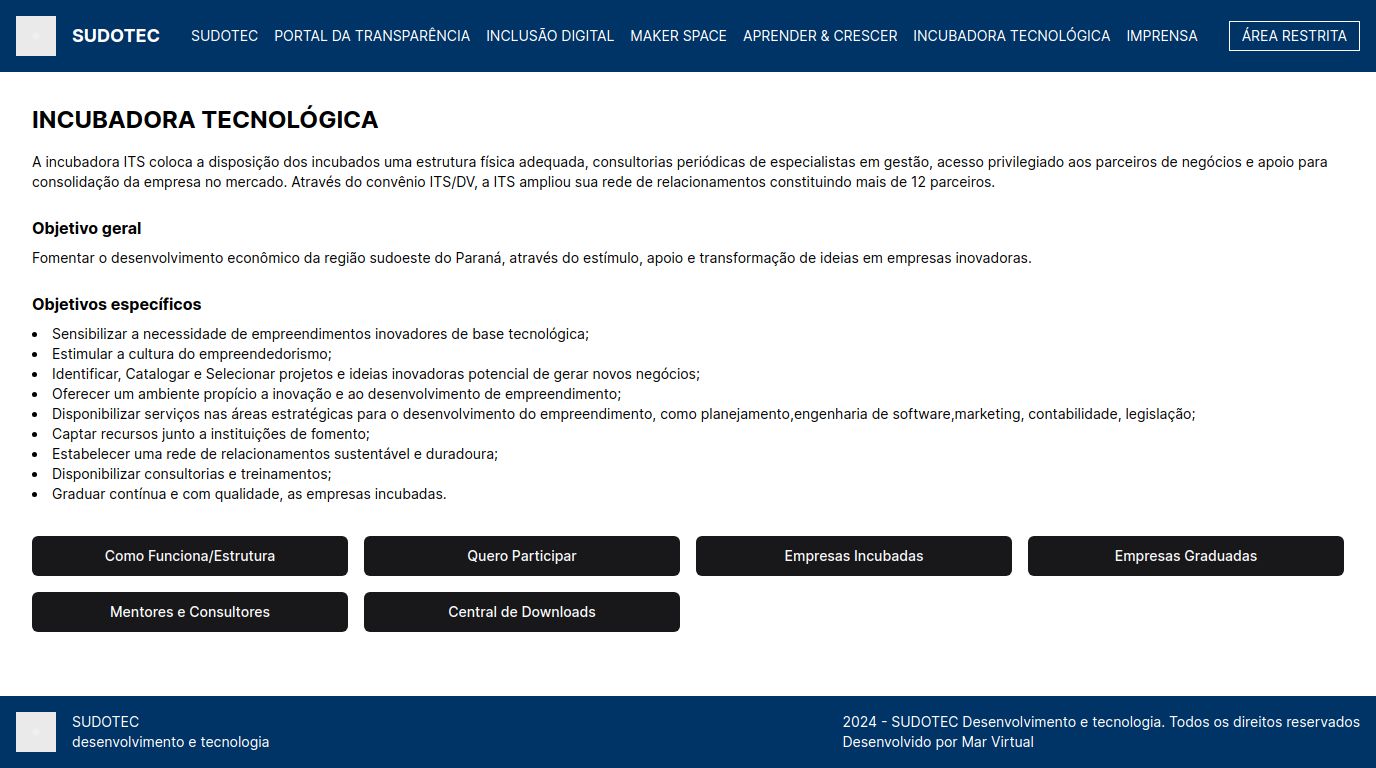 SUDOTEC
SUDOTEC PORTAL DA TRANSPARÊNCIA INCLUSÃO DIGITAL MAKER SPACE APRENDER & CRESCER INCUBADORA TECNOLÓGICA IMPRENSA ÁREA RESTRITA
INCUBADORA TECNOLÓGICA
A incubadora ITS coloca a disposição dos incubados uma estrutura física adequada, consultorias periódicas de especialistas em gestão, acesso privilegiado aos parceiros de negócios e apoio para
consolidação da empresa no mercado. Através do convênio ITS/DV, a ITS ampliou sua rede de relacionamentos constituindo mais de 12 parceiros.
Objetivo geral
Fomentar o desenvolvimento econômico da região sudoeste do Paraná, através do estímulo, apoio e transformação de ideias em empresas inovadoras.
Objetivos específicos
• Sensibilizar a necessidade de empreendimentos inovadores de base tecnológica;
• Estimular a cultura do empreendedorismo;
• Identificar, Catalogar e Selecionar projetos e ideias inovadoras potencial de gerar novos negócios;
• Oferecer um ambiente propício a inovação e ao desenvolvimento de empreendimento;
• Disponibilizar serviços nas áreas estratégicas para o desenvolvimento do empreendimento, como planejamento,engenharia de software,marketing, contabilidade, legislação;
• Captar recursos junto a instituições de fomento;
• Estabelecer uma rede de relacionamentos sustentável e duradoura;
• Disponibilizar consultorias e treinamentos;
• Graduar contínua e com qualidade, as empresas incubadas.
Como Funciona/Estrutura
Quero Participar
Empresas Incubadas
Empresas Graduadas
Mentores e Consultores
Central de Downloads
SUDOTEC
desenvolvimento e tecnologia
2024 - SUDOTEC Desenvolvimento e tecnologia. Todos os direitos reservados
Desenvolvido por Mar Virtual